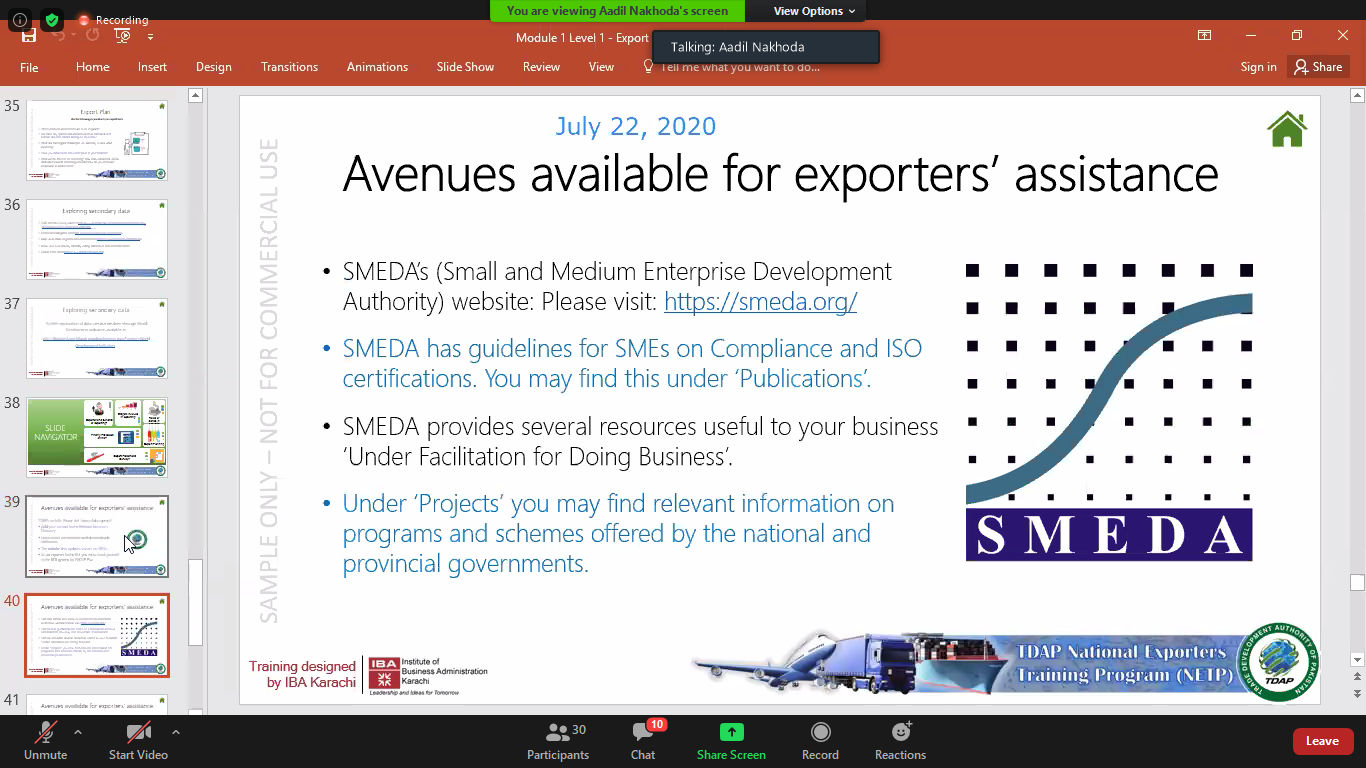 You are viewing Aadil Nakhoda's screen
View Options
Recording
Module 1 Level 1 - Export
Talking: Aadil Nakhoda
File
Home
Insert
Design
Transitions
Animations
Slide Show
Review
View
Tell me what you want to do...
Sign in
Share
35
Export Plan
36
Exploring secondary data
37
Exploring secondary data
38
SLIDE
NAVIGATOR
39
Avenues available for exporters' assistance
40
Avenues available for exporters' assistance
SMEDA
41
Avenues available for exporters' assistance
SAMPLE ONLY – NOT FOR COMMERCIAL USE
July 22, 2020
Avenues available for exporters' assistance
• SMEDA's (Small and Medium Enterprise Development
Authority) website: Please visit: https://smeda.org/
• SMEDA has guidelines for SMEs on Compliance and ISO
certifications. You may find this under 'Publications'.
• SMEDA provides several resources useful to your business
'Under Facilitation for Doing Business'.
• Under 'Projects' you may find relevant information on
programs and schemes offered by the national and
provincial governments.
SMEDA
Training designed
by IBA Karachi
IBA
Institute of
Business Administration
Karachi
Leadership and Ideas for Tomorrow
TDAP National Exporters
Training Program (NETP)
TRADE DEVELOPMENT AUTHORITY OF PAKISTAN
TDAP
Unmute
Start Video
30
Participants
10
Chat
Share Screen
Record
Reactions
Leave